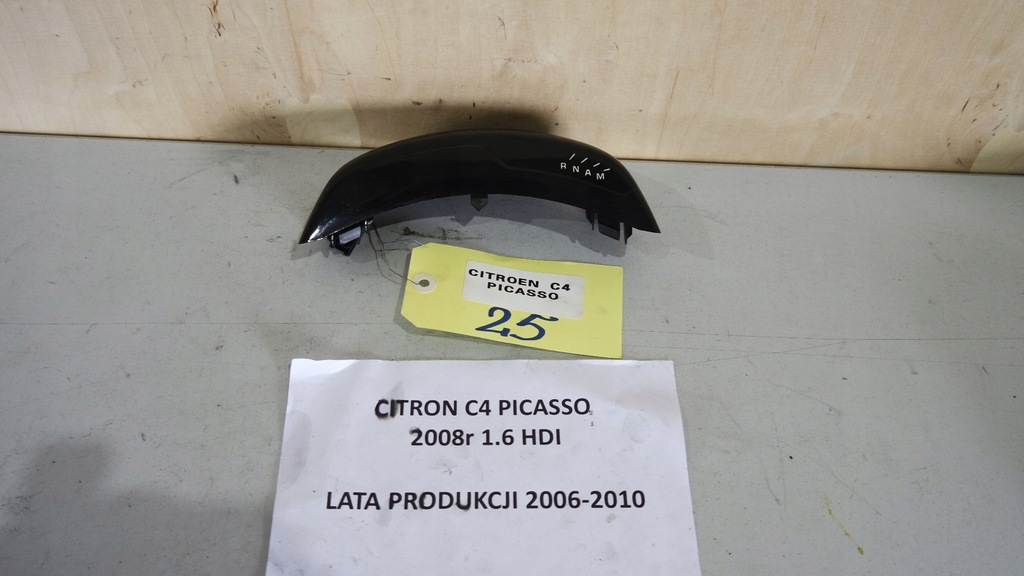 R N A M
CITROEN C4
PICASSO
25
CITRON C4 PICASSO
2008r 1.6 HDI
LATA PRODUKCJI 2006-2010